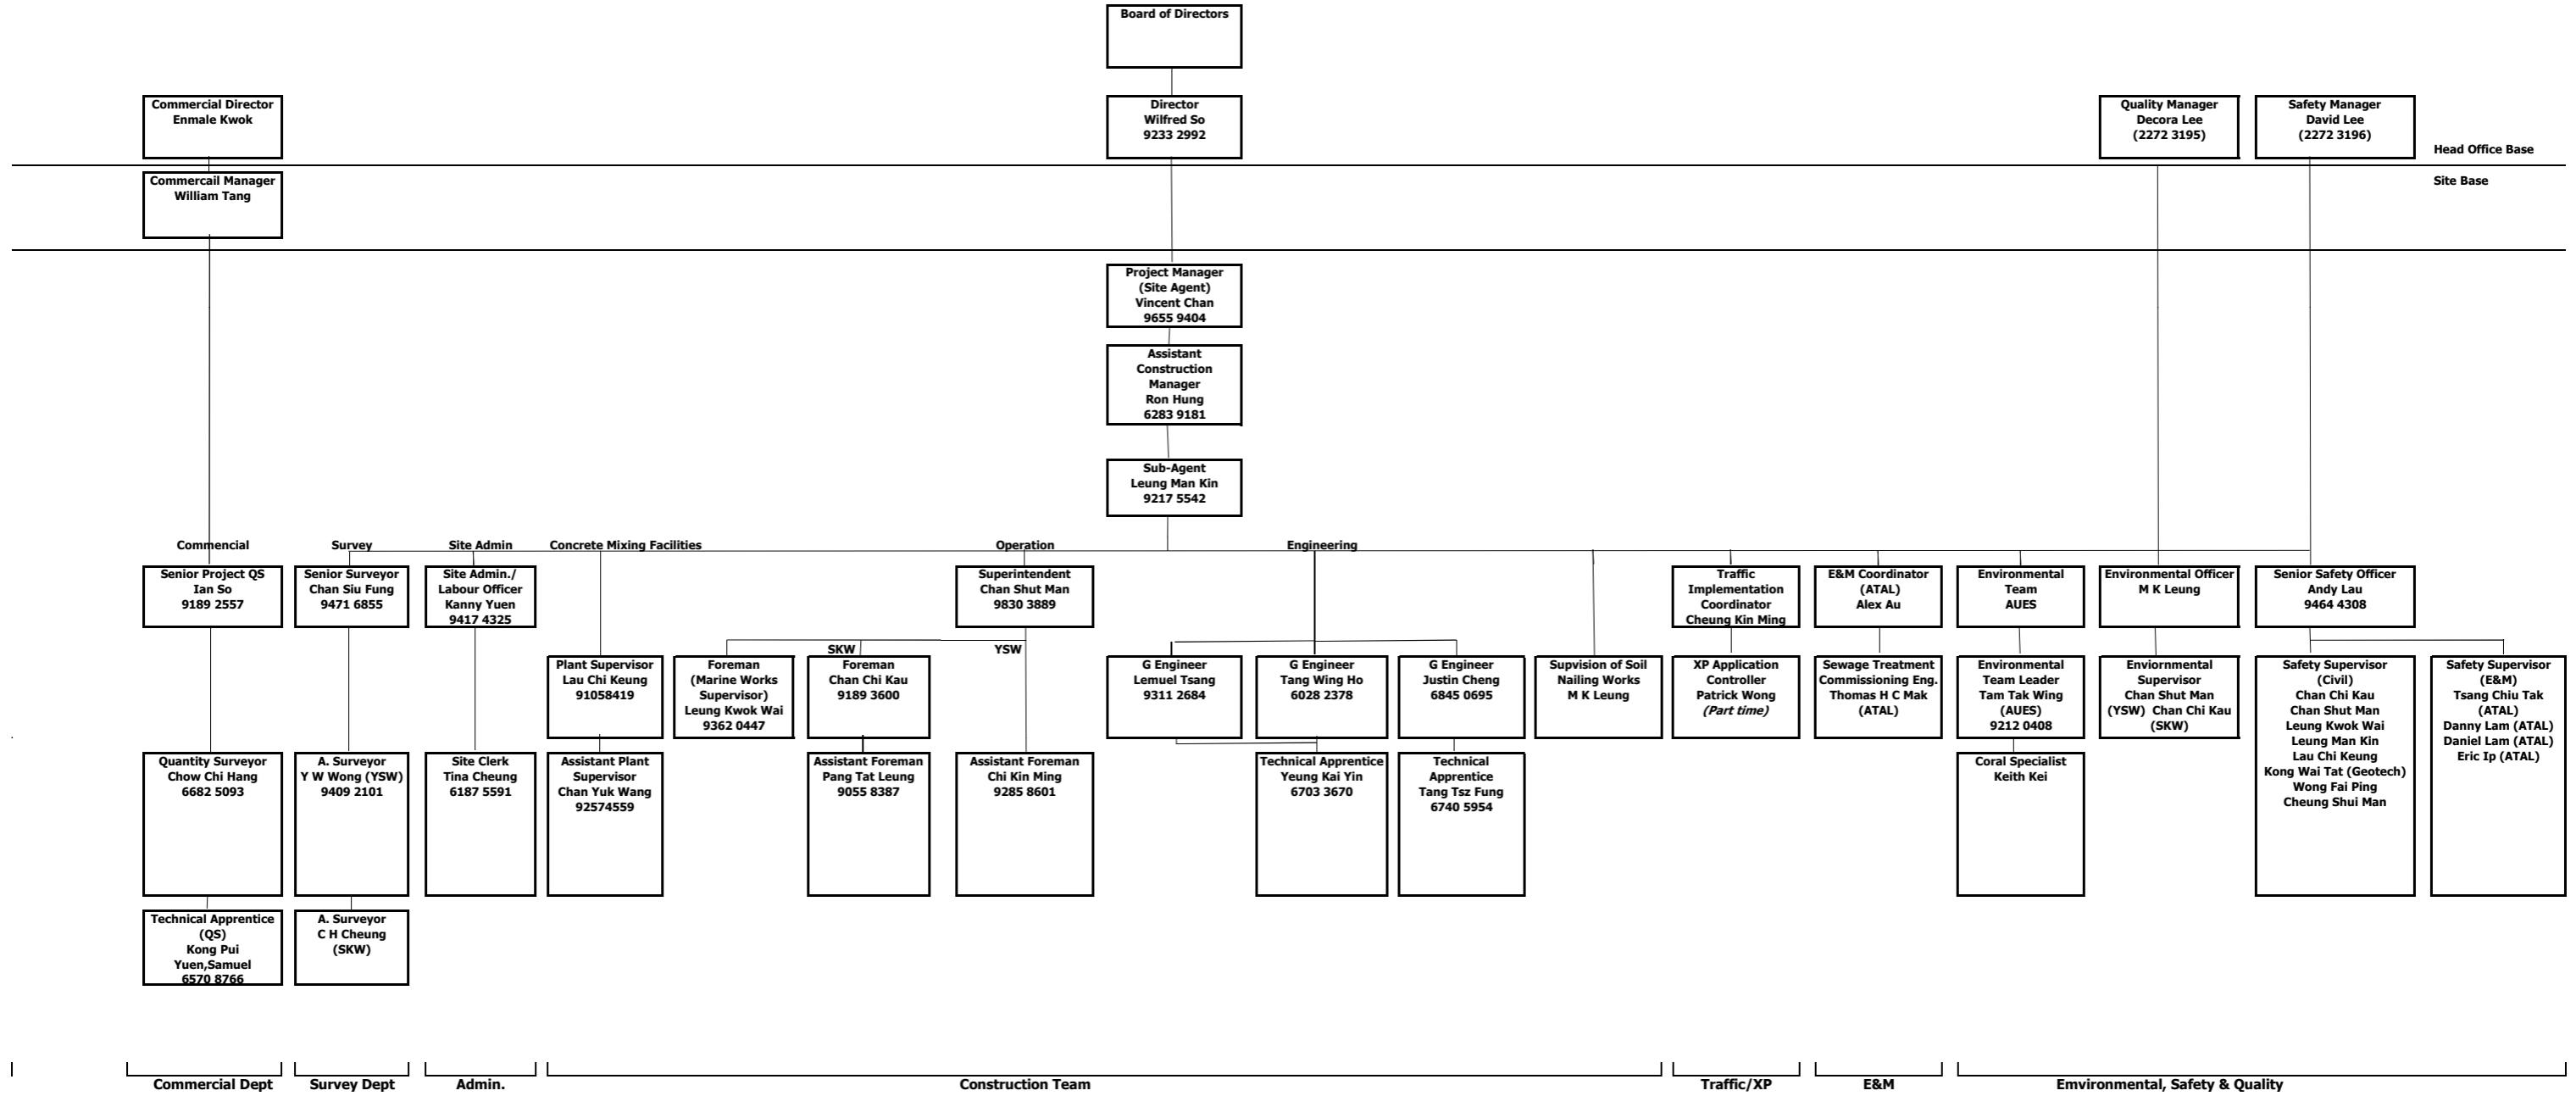 Board of Directors
Commercial Director
Enmale Kwok
Director
Wilfred So
9233 2992
Quality Manager
Decora Lee
(2272 3195)
Safety Manager
David Lee
(2272 3196)
Head Office Base
Commercail Manager
William Tang
Site Base
Project Manager
(Site Agent)
Vincent Chan
9655 9404
Assistant
Construction
Manager
Ron Hung
6283 9181
Sub-Agent
Leung Man Kin
9217 5542
Commencial
Survey
Site Admin
Concrete Mixing Facilities
Operation
Engineering
Senior Project QS
Ian So
9189 2557
Senior Surveyor
Chan Siu Fung
9471 6855
Site Admin./
Labour Officer
Kanny Yuen
9417 4325
Superintendent
Chan Shut Man
9830 3889
Traffic
Implementation
Coordinator
Cheung Kin Ming
E&M Coordinator
(ATAL)
Alex Au
Environmental
Team
AUES
Environmental Officer
M K Leung
Senior Safety Officer
Andy Lau
9464 4308
SKW
YSW
Plant Supervisor
Lau Chi Keung
91058419
Foreman
(Marine Works
Supervisor)
Leung Kwok Wai
9362 0447
Foreman
Chan Chi Kau
9189 3600
G Engineer
Lemuel Tsang
9311 2684
G Engineer
Tang Wing Ho
6028 2378
G Engineer
Justin Cheng
6845 0695
Supvision of Soil
Nailing Works
M K Leung
XP Application
Controller
Patrick Wong
(Part time)
Sewage Treatment
Commissioning Eng.
Thomas H C Mak
(ATAL)
Environmental
Team Leader
Tam Tak Wing
(AUES)
9212 0408
Enviornmental
Supervisor
Chan Shut Man
(YSW) Chan Chi Kau
(SKW)
Safety Supervisor
(Civil)
Chan Chi Kau
Chan Shut Man
Leung Kwok Wai
Leung Man Kin
Lau Chi Keung
Kong Wai Tat (Geotech)
Wong Fai Ping
Cheung Shui Man
Safety Supervisor
(E&M)
Tsang Chiu Tak
(ATAL)
Danny Lam (ATAL)
Daniel Lam (ATAL)
Eric Ip (ATAL)
Quantity Surveyor
Chow Chi Hang
6682 5093
A. Surveyor
Y W Wong (YSW)
9409 2101
Site Clerk
Tina Cheung
6187 5591
Assistant Plant
Supervisor
Chan Yuk Wang
92574559
Assistant Foreman
Pang Tat Leung
9055 8387
Assistant Foreman
Chi Kin Ming
9285 8601
Technical Apprentice
Yeung Kai Yin
6703 3670
Technical
Apprentice
Tang Tsz Fung
6740 5954
Coral Specialist
Keith Kei
Technical Apprentice
(QS)
Kong Pui
Yuen,Samuel
6570 8766
A. Surveyor
C H Cheung
(SKW)
Commercial Dept
Survey Dept
Admin.
Construction Team
Traffic/XP
E&M
Emvironmental, Safety & Quality